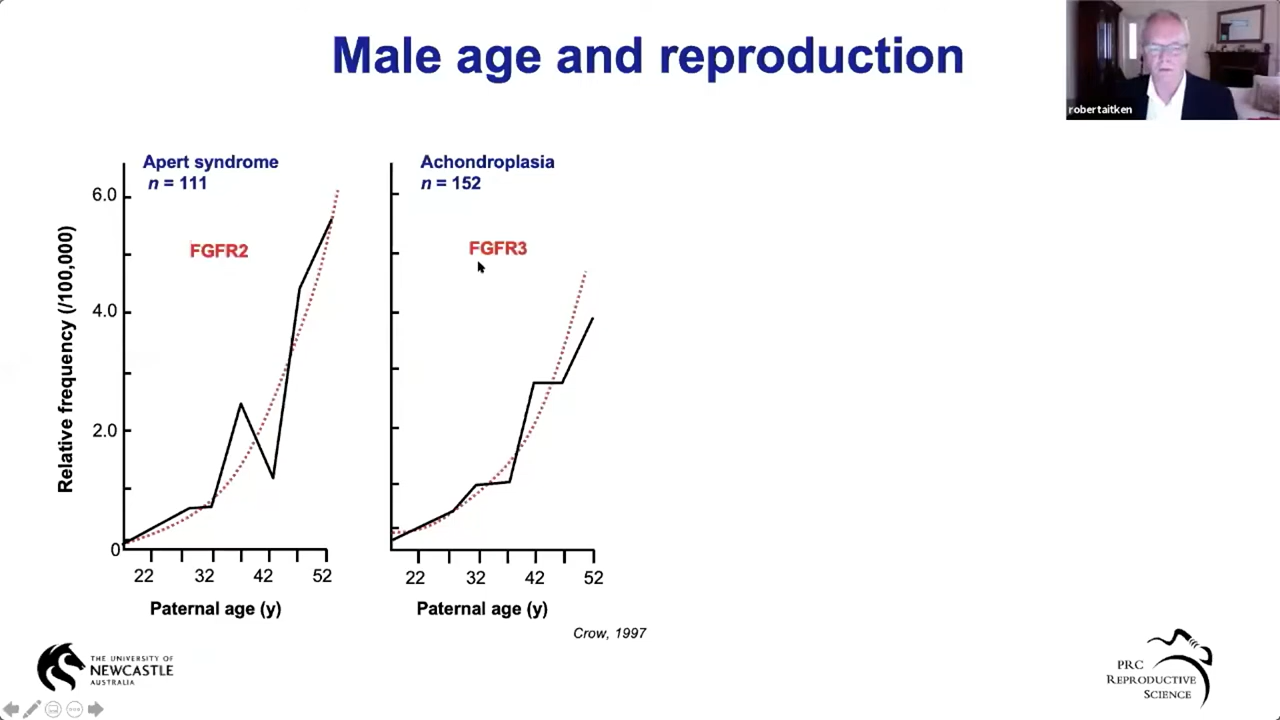 Male age and reproduction
robertaitken
Apert syndrome
n = 111
FGFR2
Relative frequency (/100,000)
6.0
4.0
2.0
0
22 32 42 52
Paternal age (y)
Achondroplasia
n = 152
FGFR3
22 32 42 52
Paternal age (y)
Crow, 1997
THE UNIVERSITY OF
NEWCASTLE
AUSTRALIA
PRC
REPRODUCTIVE
SCIENCE